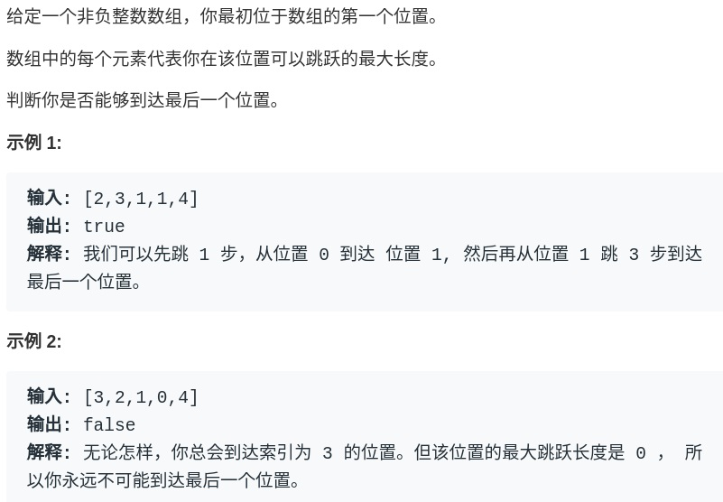 给定一个非负整数数组，你最初位于数组的第一个位置。
数组中的每个元素代表你在该位置可以跳跃的最大长度。
判断你是否能够到达最后一个位置。
示例 1:
输入: [2,3,1,1,4]
输出: true
解释: 我们可以先跳 1 步，从位置 0 到达 位置 1, 然后再从位置 1 跳 3 步到达
最后一个位置。
示例 2:
输入: [3,2,1,0,4]
输出: false
解释: 无论怎样，你总会到达索引为 3 的位置。但该位置的最大跳跃长度是 0 ， 所
以你永远不可能到达最后一个位置。